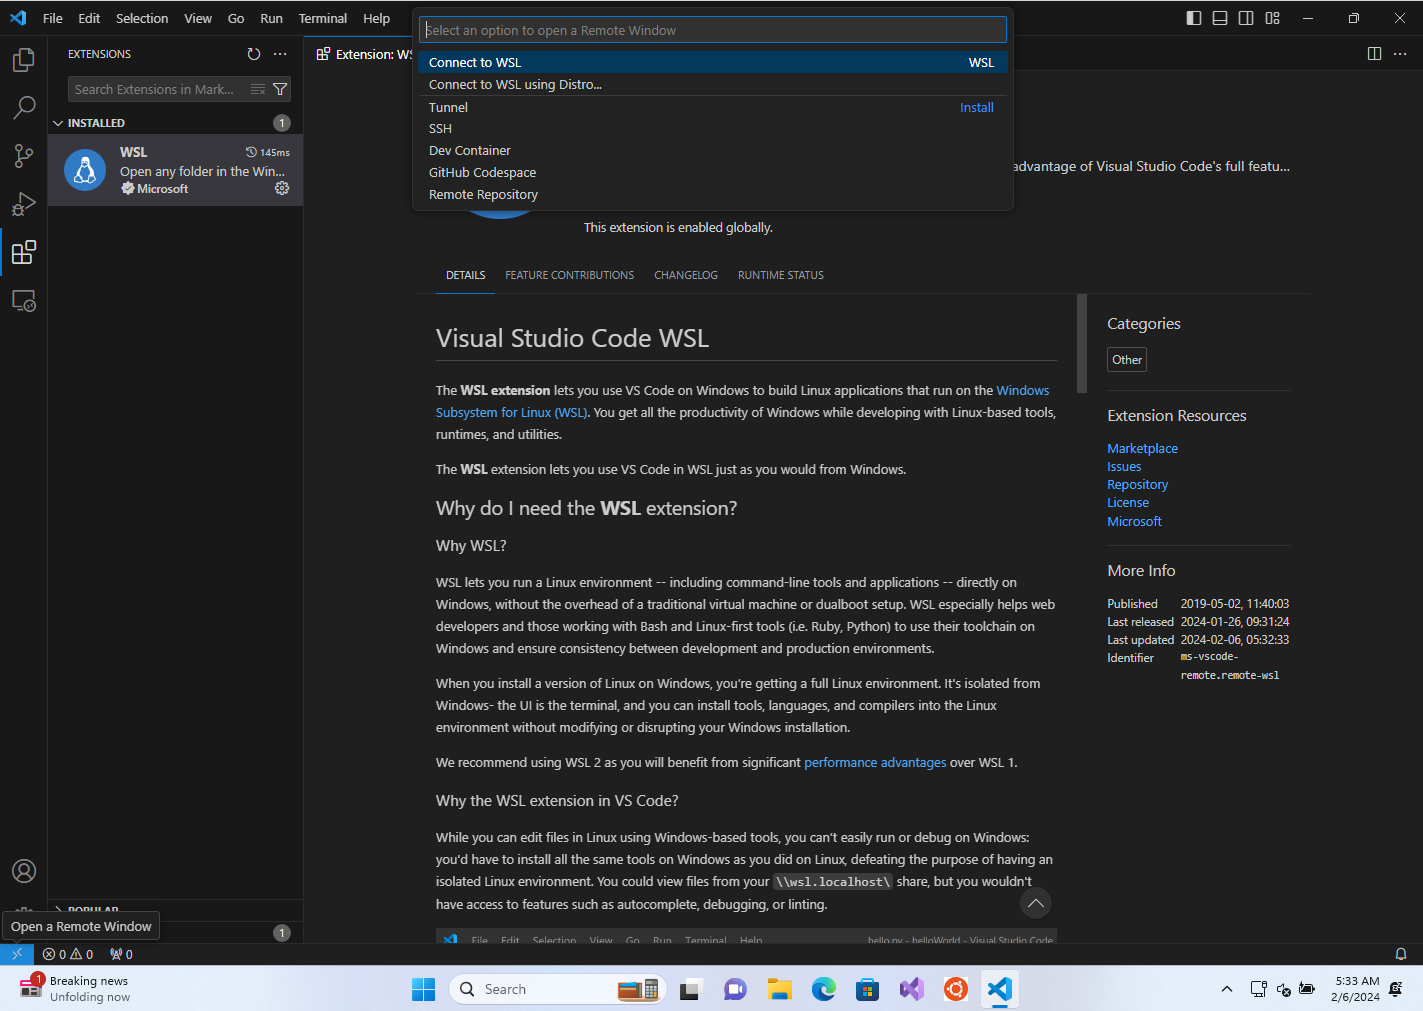 File Edit Selection View Go Run Terminal Help
Select an option to open a Remote Window
Connect to WSL WSL
Connect to WSL using Distro...
Tunnel Install
SSH
Dev Container
GitHub Codespace
Remote Repository
EXTENSIONS
Extension: WS
Search Extensions in Mark...
INSTALLED 1
WSL 145ms
Open any folder in the Win...
Microsoft
advantage of Visual Studio Code's full featu...
This extension is enabled globally.
DETAILS FEATURE CONTRIBUTIONS CHANGELOG RUNTIME STATUS
Visual Studio Code WSL
The WSL extension lets you use VS Code on Windows to build Linux applications that run on the Windows
Subsystem for Linux (WSL). You get all the productivity of Windows while developing with Linux-based tools,
runtimes, and utilities.
The WSL extension lets you use VS Code in WSL just as you would from Windows.
Why do I need the WSL extension?
Why WSL?
WSL lets you run a Linux environment -- including command-line tools and applications -- directly on
Windows, without the overhead of a traditional virtual machine or dualboot setup. WSL especially helps web
developers and those working with Bash and Linux-first tools (i.e. Ruby, Python) to use their toolchain on
Windows and ensure consistency between development and production environments.
When you install a version of Linux on Windows, you're getting a full Linux environment. It's isolated from
Windows- the UI is the terminal, and you can install tools, languages, and compilers into the Linux
environment without modifying or disrupting your Windows installation.
We recommend using WSL 2 as you will benefit from significant performance advantages over WSL 1.
Why the WSL extension in VS Code?
While you can edit files in Linux using Windows-based tools, you can't easily run or debug on Windows:
you'd have to install all the same tools on Windows as you did on Linux, defeating the purpose of having an
isolated Linux environment. You could view files from your \\wsl.localhost\ share, but you wouldn't
have access to features such as autocomplete, debugging, or linting.
File Edit Selection View Go Run Terminal Help hello.py - helloWorld - Visual Studio Code
Categories
Other
Extension Resources
Marketplace
Issues
Repository
License
Microsoft
More Info
Published 2019-05-02, 11:40:03
Last released 2024-01-26, 09:31:24
Last updated 2024-02-06, 05:32:33
Identifier ms-vscode-
remote.remote-wsl
POPULAR
Open a Remote Window
1
0 0 0
1
Breaking news
Unfolding now
Search
5:33 AM
2/6/2024